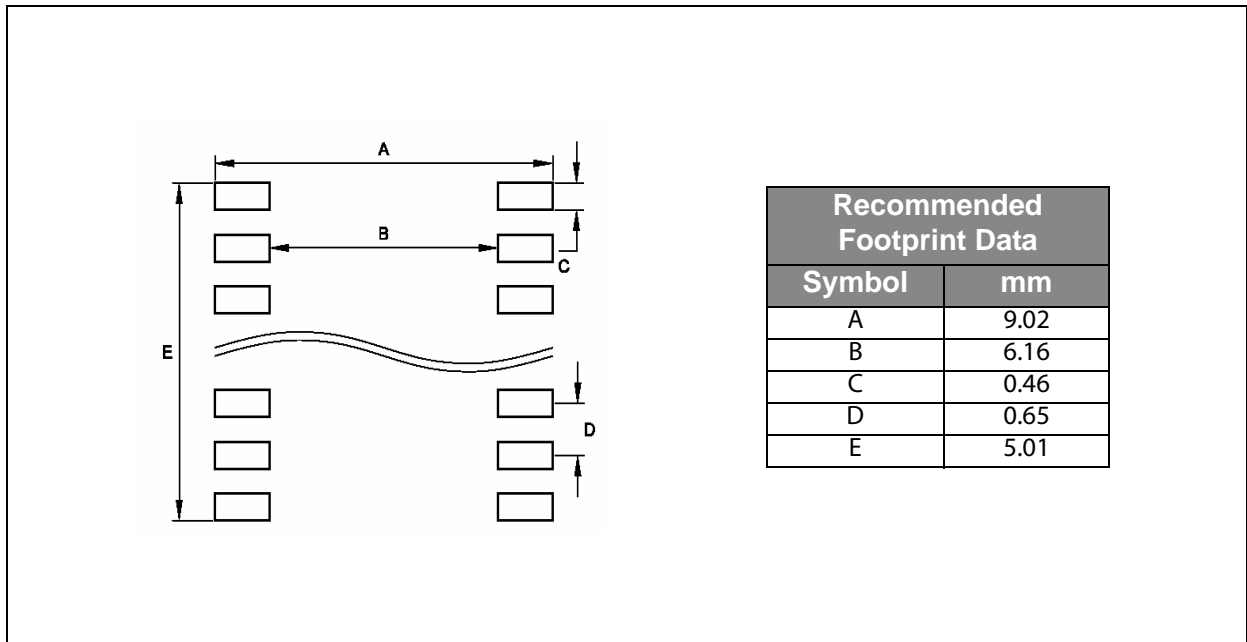 A
B
C
E
D
Recommended
Footprint Data
Symbol mm
A 9.02
B 6.16
C 0.46
D 0.65
E 5.01